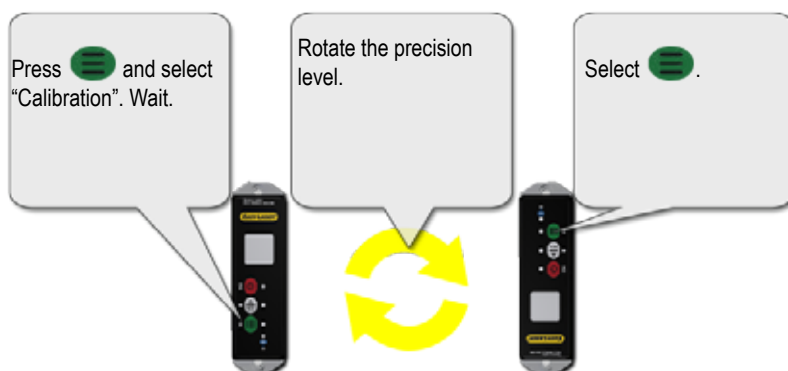 Press and select
“Calibration”. Wait.
Rotate the precision
level.
Select .